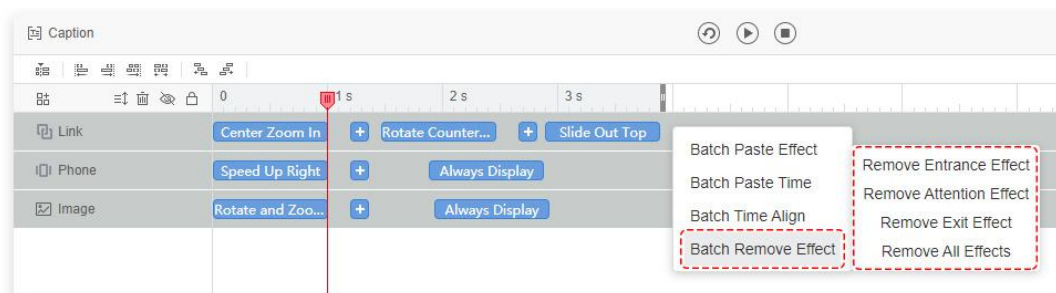 Caption
0 1 s 2 s 3 s
Link Center Zoom In + Rotate Counter... + Slide Out Top
Phone Speed Up Right + Always Display
Image Rotate and Zoo... + Always Display
Batch Paste Effect
Batch Paste Time
Batch Time Align
Batch Remove Effect
Remove Entrance Effect
Remove Attention Effect
Remove Exit Effect
Remove All Effects